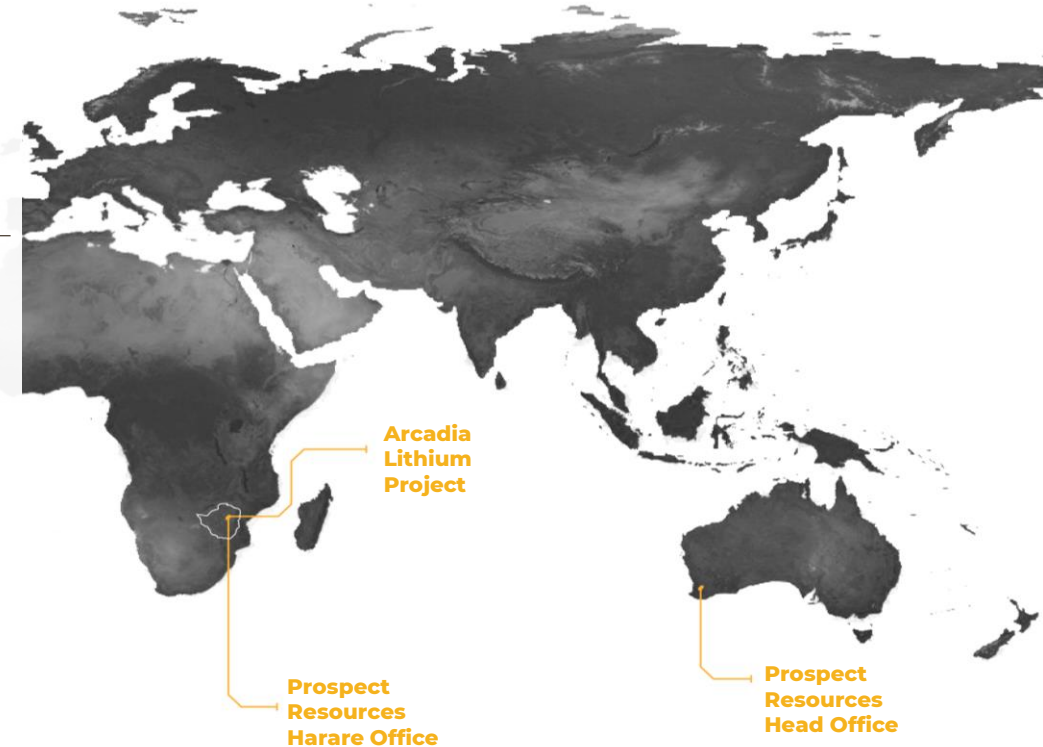 Arcadia
Lithium
Project
Prospect
Resources
Harare Office
Prospect
Resources
Head Office